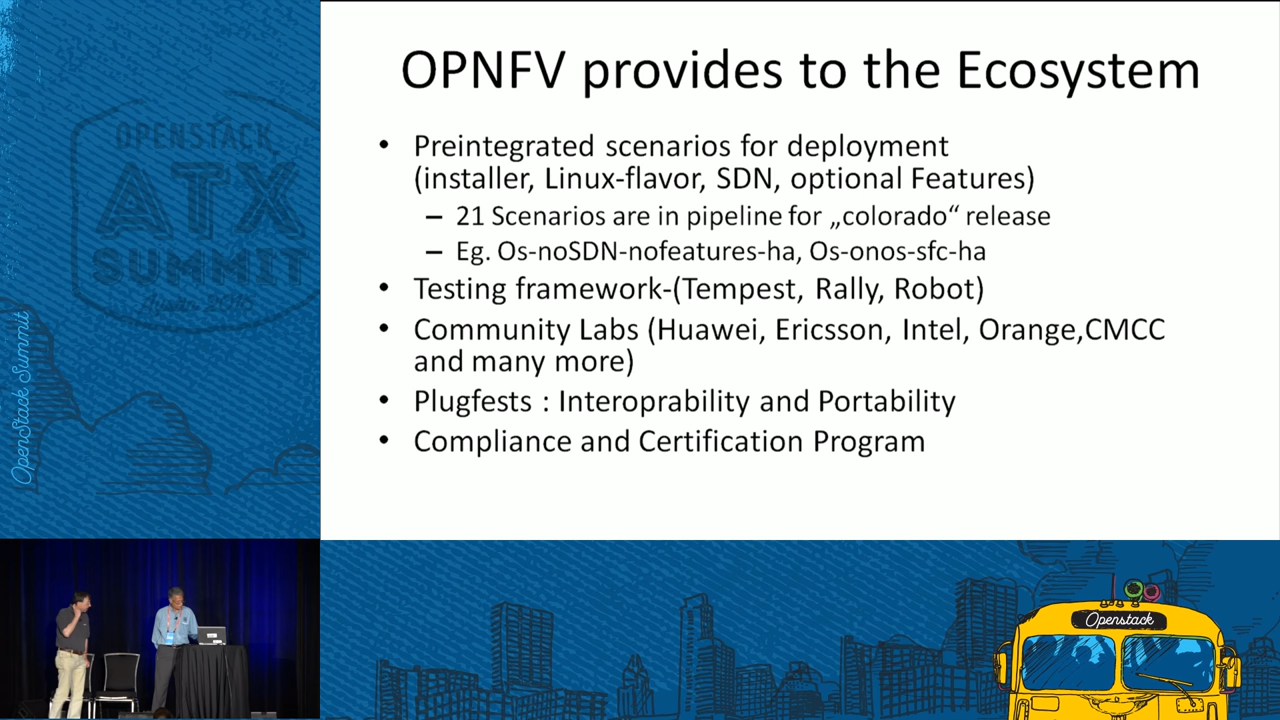 OPNFV provides to the Ecosystem
• Preintegrated scenarios for deployment
(installer, Linux-flavor, SDN, optional Features)
– 21 Scenarios are in pipeline for „colorado“ release
– Eg. Os-noSDN-nofeatures-ha, Os-onos-sfc-ha
• Testing framework-(Tempest, Rally, Robot)
• Community Labs (Huawei, Ericsson, Intel, Orange,CMCC
and many more)
• Plugfests : Interoprability and Portability
• Compliance and Certification Program
OPENSTACK
ATX
SUMMIT
Austin 2016
OpenStack Summit
Openstack